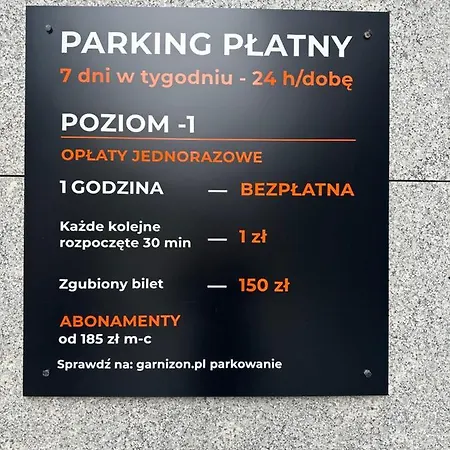 PARKING PŁATNY
7 dni w tygodniu - 24 h/dobę
POZIOM -1
OPŁATY JEDNORAZOWE
1 GODZINA — BEZPŁATNA
Każde kolejne
rozpoczęte 30 min — 1 zł
Zgubiony bilet — 150 zł
ABONAMENTY
od 185 zł m-c
Sprawdź na: garnizon.pl parkowanie